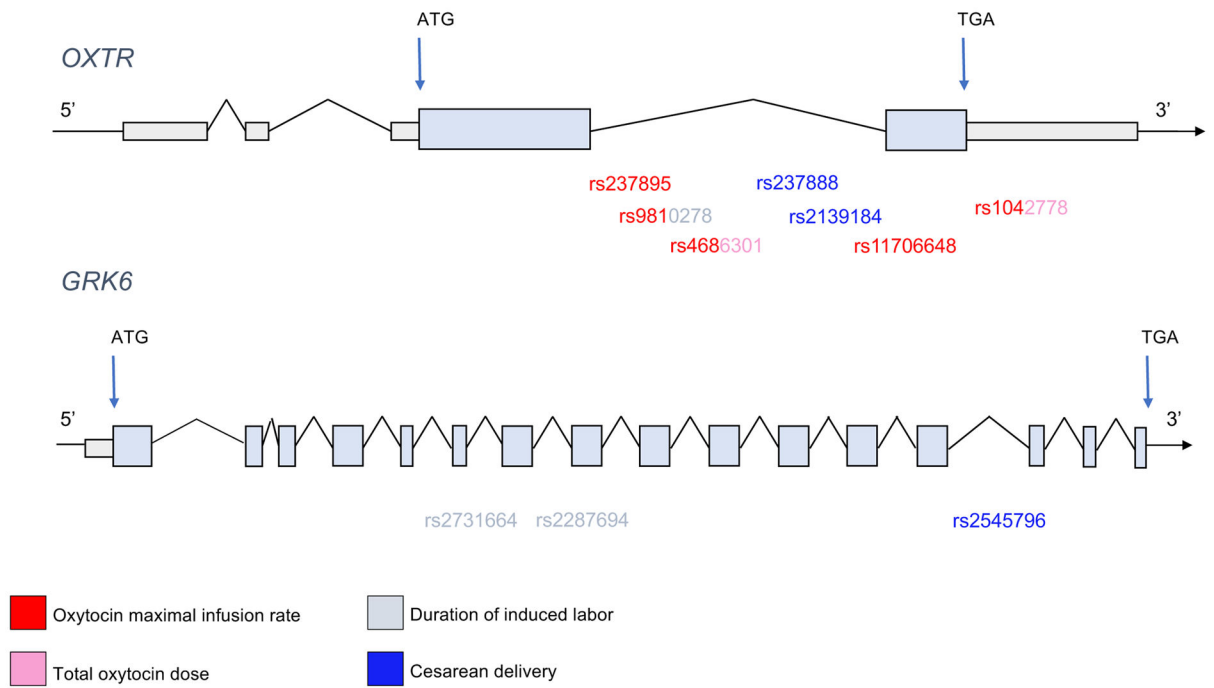 ATG
TGA
OXTR
5’
3’
rs237895
rs237888
rs9810278
rs2139184
rs1042778
rs4686301
rs11706648
GRK6
ATG
TGA
5’
3’
rs2731664 rs2287694
rs2545796
Oxytocin maximal infusion rate
Duration of induced labor
Total oxytocin dose
Cesarean delivery